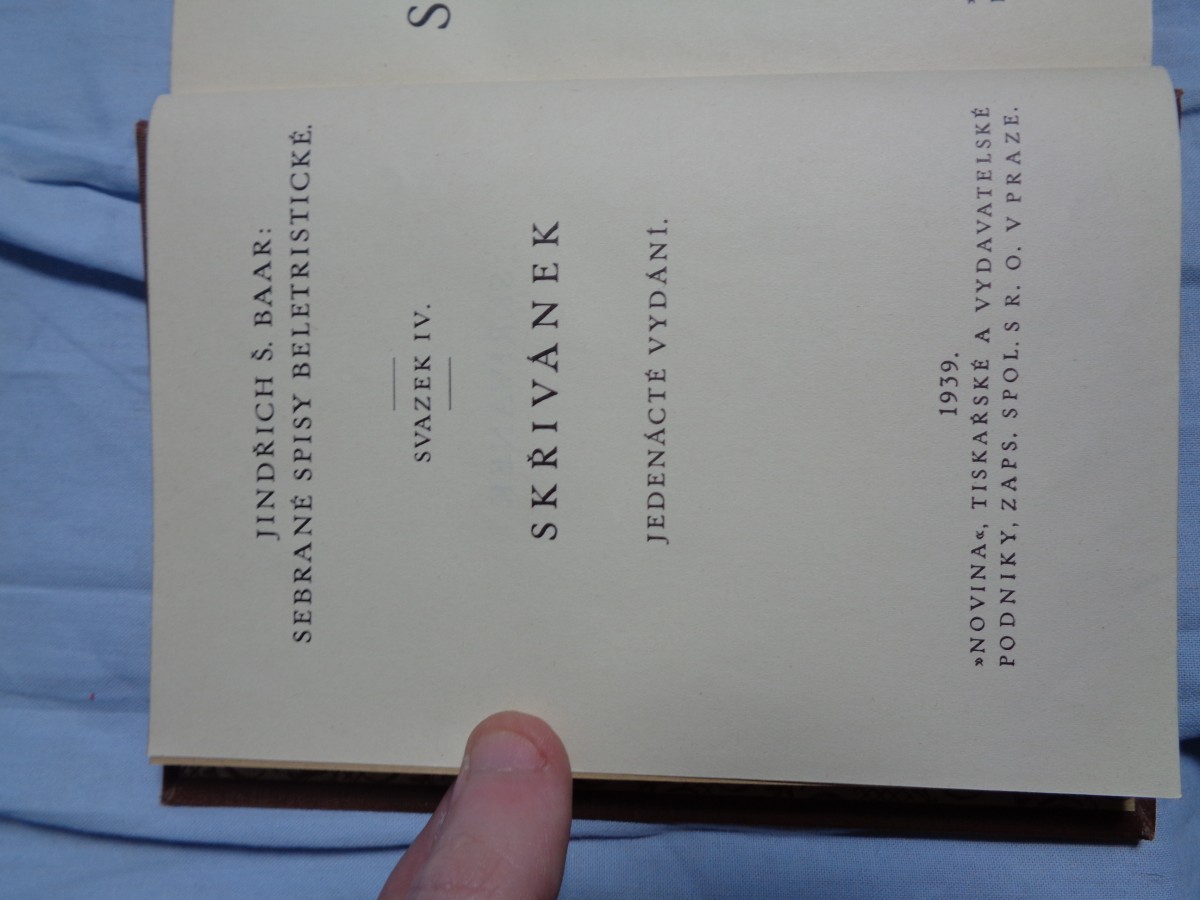 JINDŘICH Š. BAAR:
SEBRANÉ SPISY BELETRISTICKÉ.
SVAZEK IV.
SKŘIVÁNEK
JEDENÁCTÉ VYDÁNÍ.
1939.
»NOVINA«, TISKAŘSKÉ A VYDAVATELSKÉ
PODNIKY, ZAPS. SPOL. S R. O. V PRAZE.
S